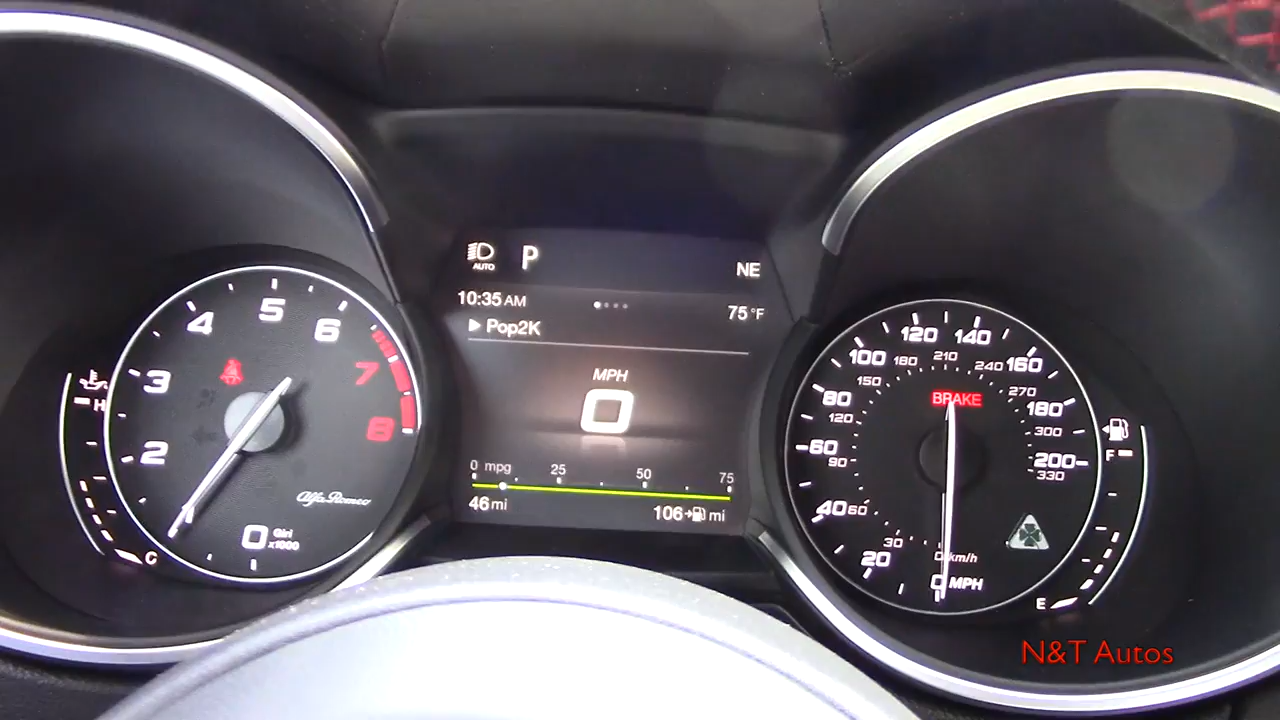 AUTO P NE
10:35 AM 75 °F
Pop2K
MPH
0
0 mpg 25 50 75
46 mi 106 mi
2
3
4
5
6
7
8
H
C
Alfa Romeo
0 Giri
x1000
20
40
60
80
100
120
140
160
180
200
30
60
90
120
150
180
210
240
270
300
330
BRAKE
0 km/h
0 MPH
F
E
N&T Autos